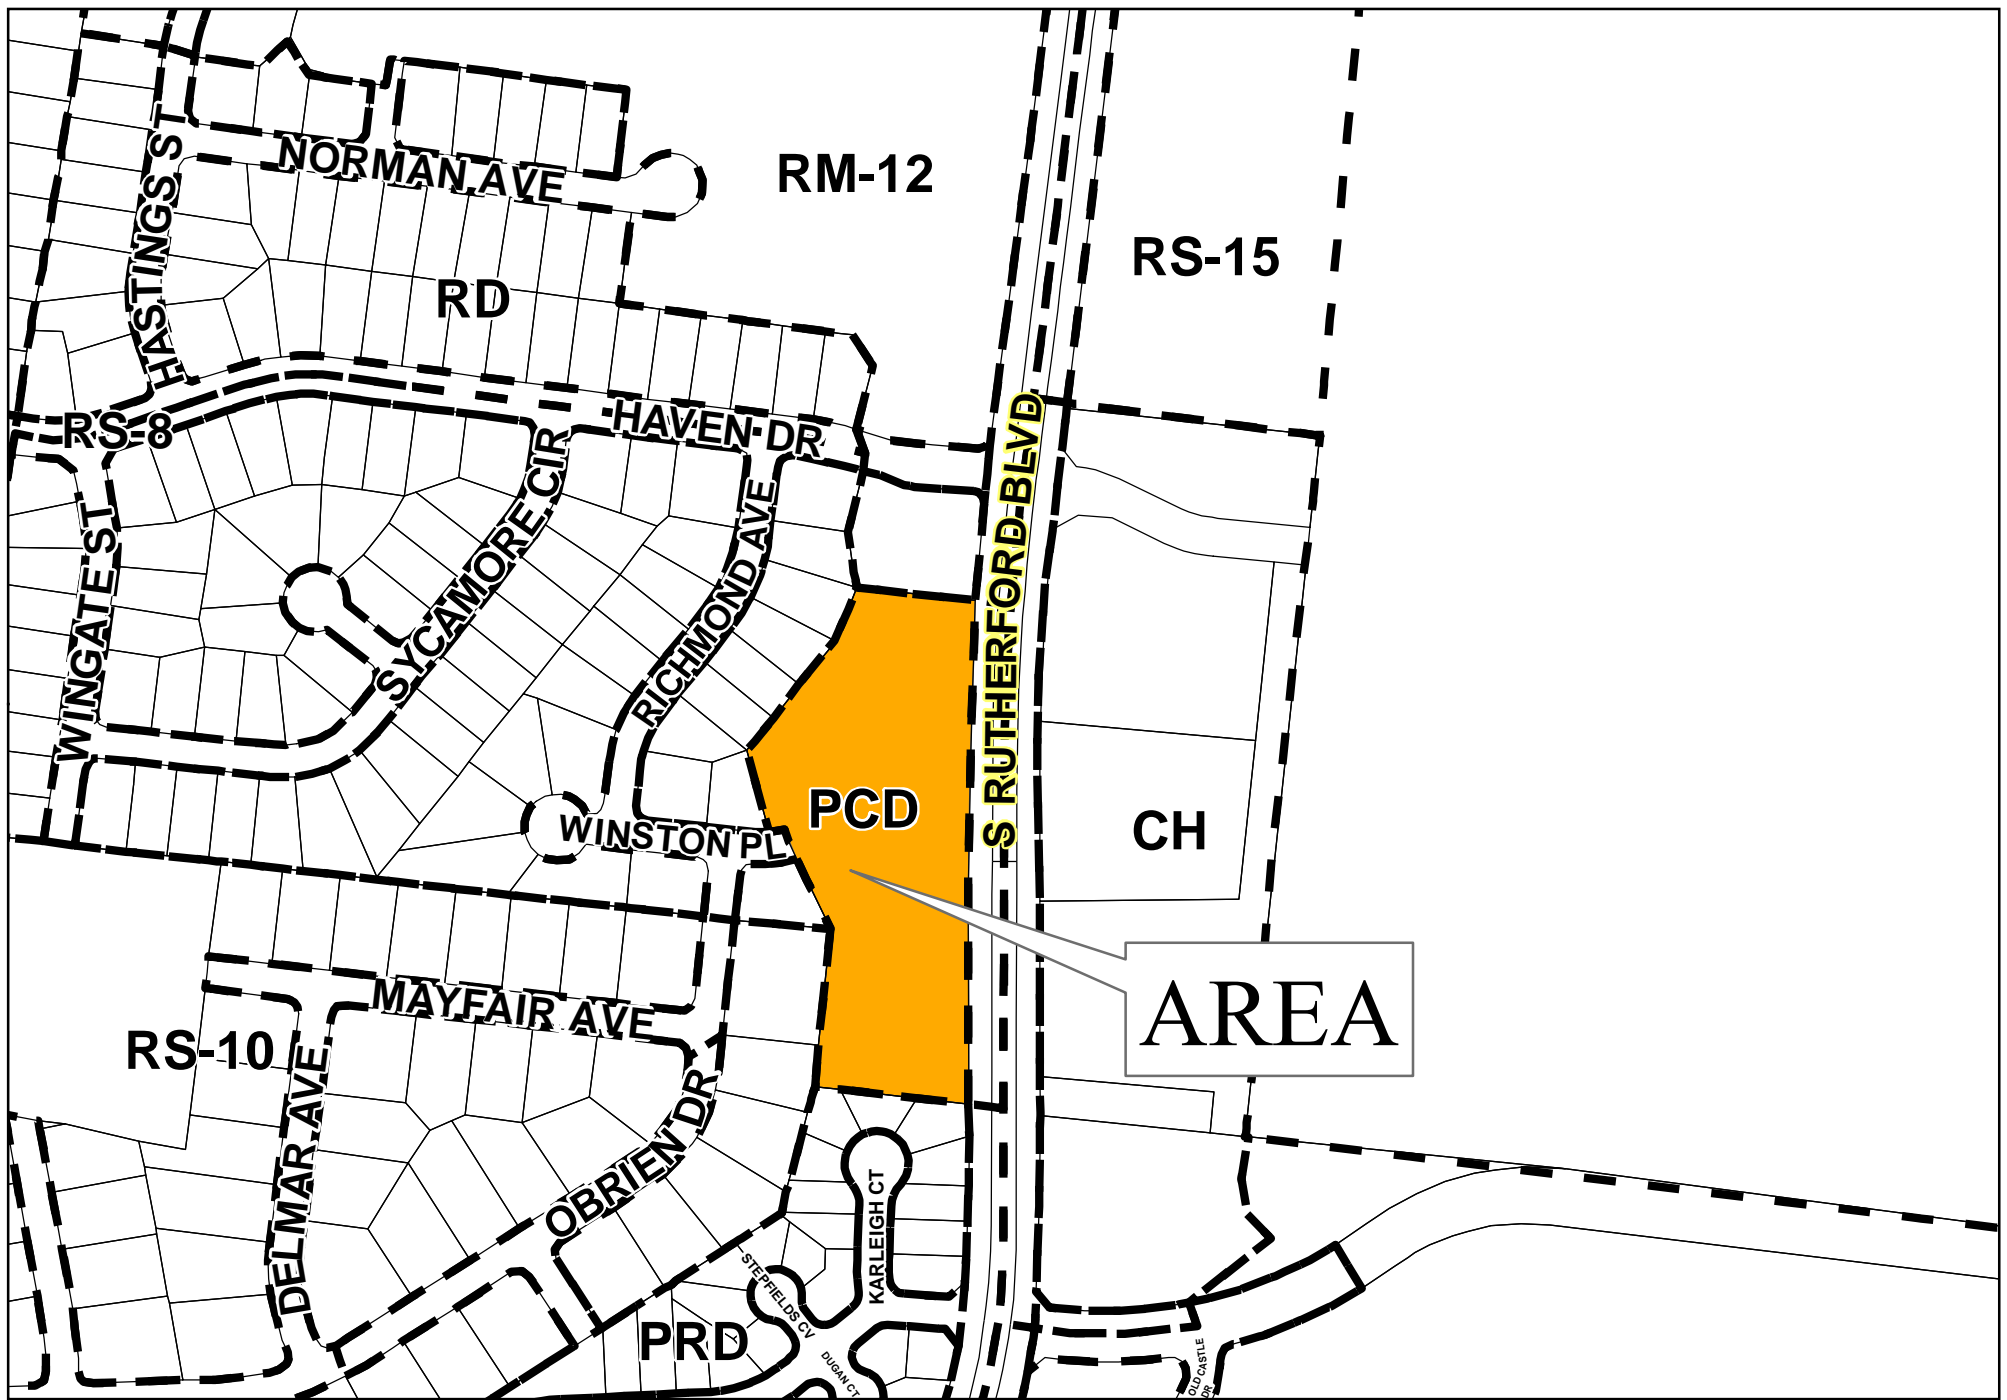 HASTINGS ST
NORMAN AVE
RM-12
RS-15
RD
RS-8
HAVEN DR
S RUTHERFORD BLVD
SYCAMORE CIR
RICHMOND AVE
WINGATE ST
WINSTON PL
PCD
CH
AREA
MAYFAIR AVE
RS-10
DELMAR AVE
OBRIEN DR
KARLEIGH CT
STEPFIELDS CV
PRD
DUGAN CT
OLD CASTLE
DR